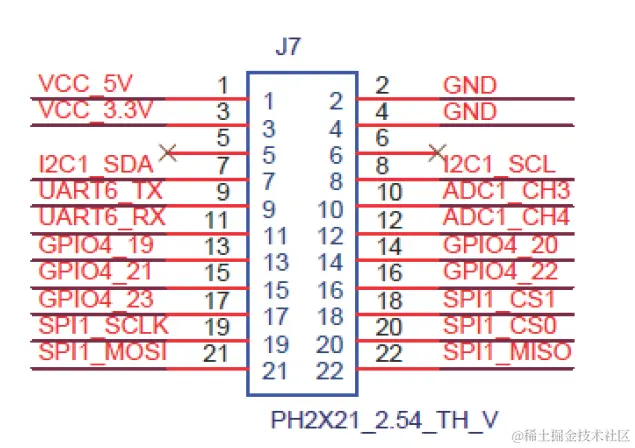 J7
VCC_5V 1 1 2 2 GND
VCC_3.3V 3 3 4 4 GND
5 5 6 6
I2C1_SDA 7 7 8 8 I2C1_SCL
UART6_TX 9 9 10 10 ADC1_CH3
UART6_RX 11 11 12 12 ADC1_CH4
GPIO4_19 13 13 14 14 GPIO4_20
GPIO4_21 15 15 16 16 GPIO4_22
GPIO4_23 17 17 18 18 SPI1_CS1
SPI1_SCLK 19 19 20 20 SPI1_CS0
SPI1_MOSI 21 21 22 22 SPI1_MISO
PH2X21_2.54_TH_V
@稀土掘金技术社区